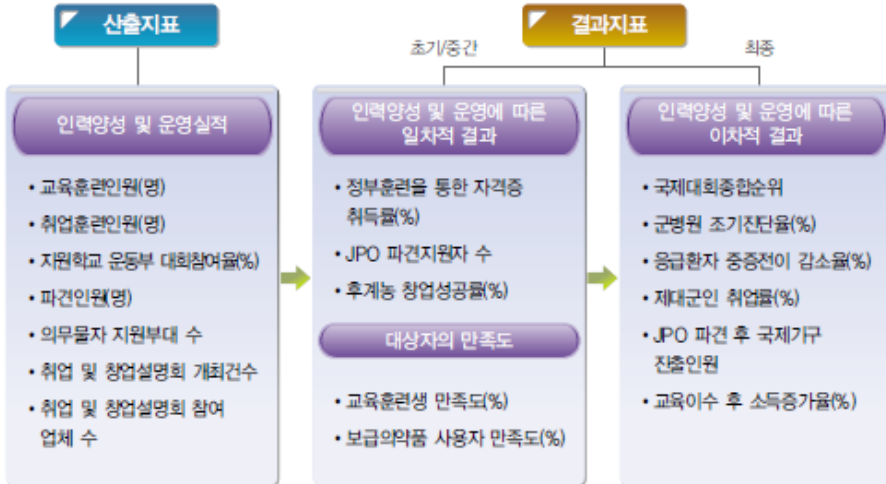 산출지표
결과지표
초기/중간
최종
인력양성 및 운영실적
• 교육훈련인원(명)
• 취업훈련인원(명)
• 지원학교 운동부 대회참여율(%)
• 파견인원(명)
• 의무물자 지원부대 수
• 취업 및 창업설명회 개최건수
• 취업 및 창업설명회 참여
업체 수
인력양성 및 운영에 따른
일차적 결과
• 정부훈련을 통한 자격증
취득률(%)
• JPO 파견지원자 수
• 후계농 창업성공률(%)
대상자의 만족도
• 교육훈련생 만족도(%)
• 보급의약품 사용자 만족도(%)
인력양성 및 운영에 따른
이차적 결과
• 국제대회종합순위
• 군병원 조기진단율(%)
• 응급환자 중증전이 감소율(%)
• 제대군인 취업률(%)
• JPO 파견 후 국제기구
진출인원
• 교육이수 후 소득증가율(%)